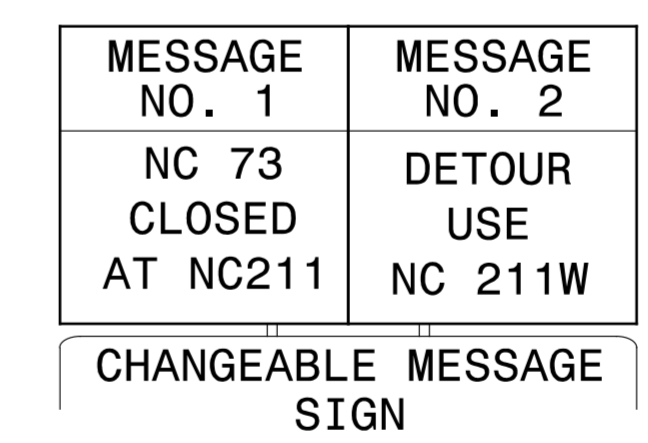 MESSAGE
NO. 1
MESSAGE
NO. 2
NC 73
CLOSED
AT NC211
DETOUR
USE
NC 211W
CHANGEABLE MESSAGE
SIGN